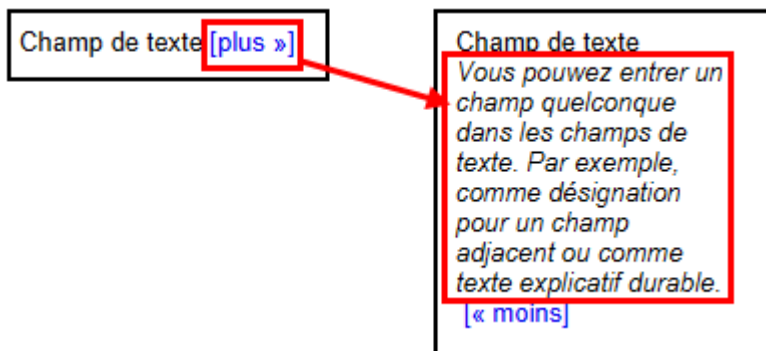 Champ de texte [plus »]
Champ de texte
Vous pouwez entrer un
champ quelconque
dans les champs de
texte. Par exemple,
comme désignation
pour un champ
adjacent ou comme
texte explicatif durable.
[« moins]